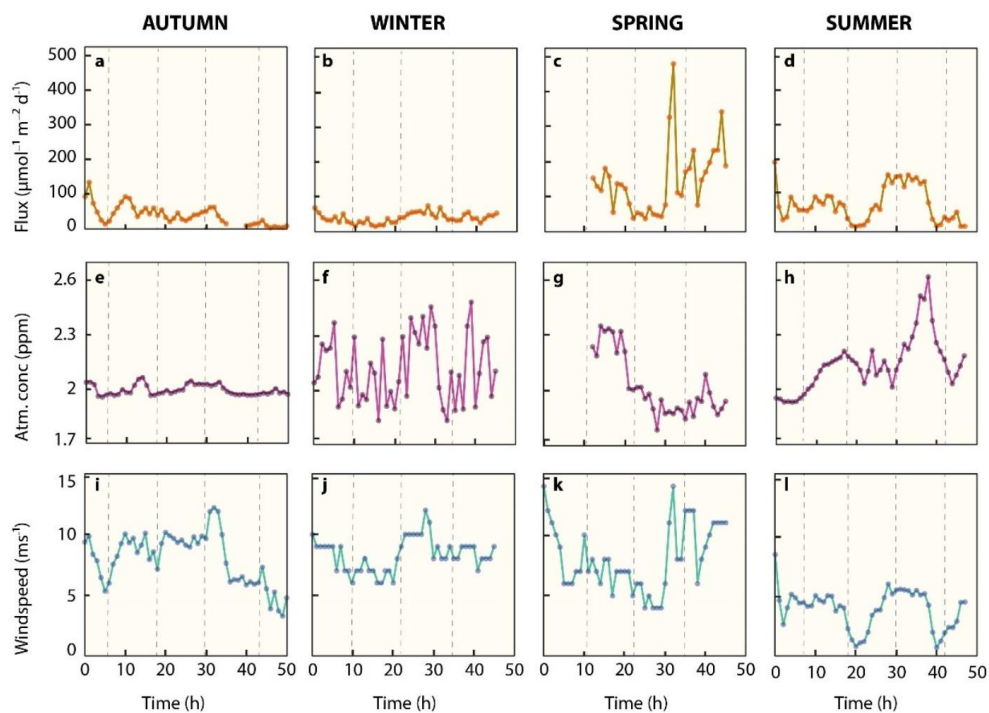 AUTUMN WINTER SPRING SUMMER
500 a b c d
400
300
200
100
0
Flux (µmol⁻¹ m⁻² d⁻¹)
2.6 e f g h
2.3
2
1.7
Atm. conc (ppm)
15 i j k l
10
5
0
Windspeed (ms⁻¹)
0 10 20 30 40 50 0 10 20 30 40 50 0 10 20 30 40 50 0 10 20 30 40 50
Time (h) Time (h) Time (h) Time (h)